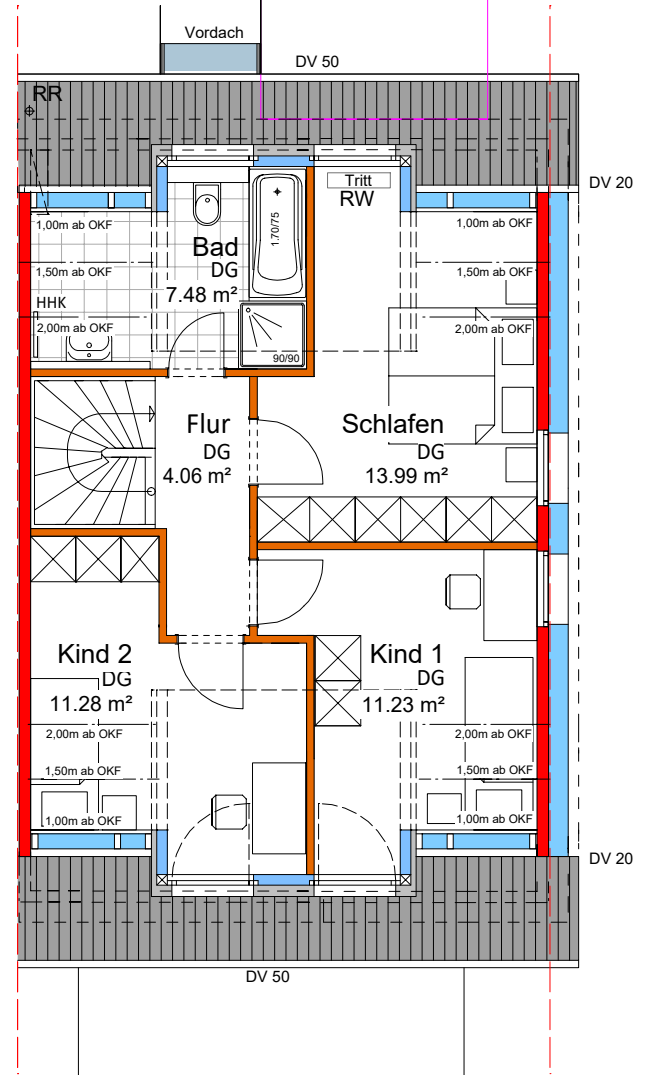 Vordach
DV 50
RR
DV 20
Tritt
RW
1,00m ab OKF
1,00m ab OKF
1.70/75
Bad
DG
7.48 m²
1,50m ab OKF
1,50m ab OKF
HHK
2,00m ab OKF
2,00m ab OKF
90/90
Flur
DG
4.06 m²
Schlafen
DG
13.99 m²
Kind 2
DG
11.28 m²
Kind 1
DG
11.23 m²
2,00m ab OKF
2,00m ab OKF
1,50m ab OKF
1,50m ab OKF
1,00m ab OKF
1,00m ab OKF
DV 20
DV 50